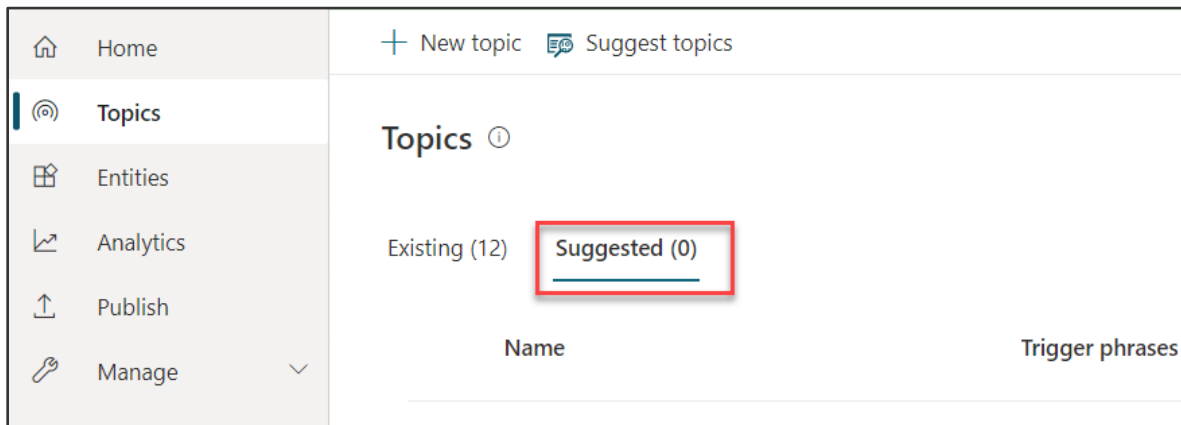 Home
Topics
Entities
Analytics
Publish
Manage
New topic
Suggest topics
Topics
Existing (12)
Suggested (0)
Name
Trigger phrases